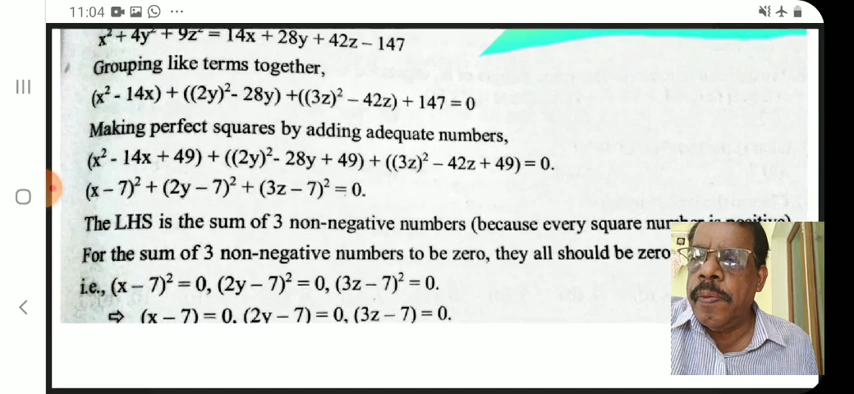 11:04
x² + 4y² + 9z² = 14x + 28y + 42z – 147
Grouping like terms together,
(x² - 14x) + ((2y)²- 28y) +((3z)² – 42z) + 147 = 0
Making perfect squares by adding adequate numbers,
(x² - 14x + 49) + ((2y)²- 28y + 49) + ((3z)² – 42z + 49) = 0.
(x – 7)² + (2y – 7)² + (3z – 7)² = 0.
The LHS is the sum of 3 non-negative numbers (because every square number is positive)
For the sum of 3 non-negative numbers to be zero, they all should be zero
i.e., (x – 7)² = 0, (2y – 7)² = 0, (3z – 7)² = 0.
⇨ (x – 7) = 0, (2y – 7) = 0, (3z – 7) = 0.